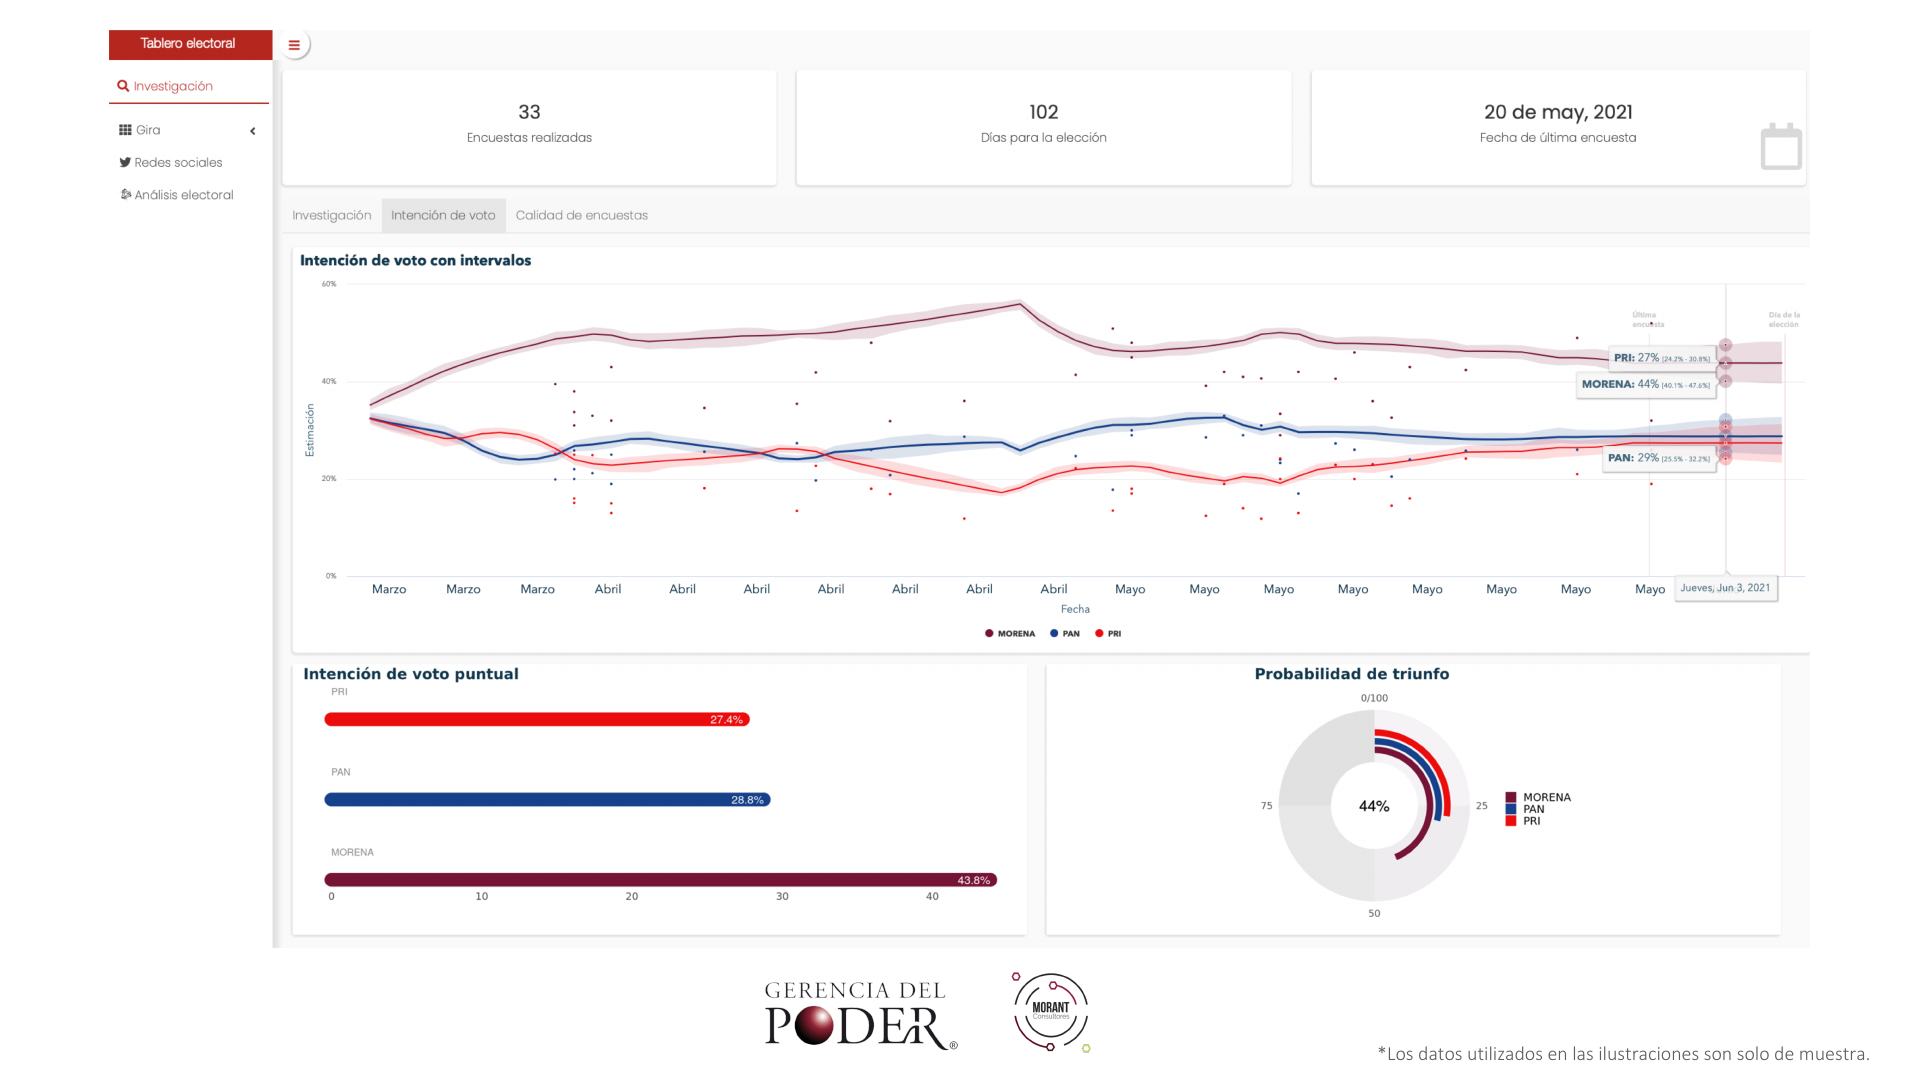 Tablero electoral
Investigación
Gira
Redes sociales
Análisis electoral
33
Encuestas realizadas
102
Días para la elección
20 de may, 2021
Fecha de última encuesta
Investigación Intención de voto Calidad de encuestas
Intención de voto con intervalos
60%
40%
20%
0%
Estimación
Última encuesta
Día de la elección
PRI: 27% [24.2% - 30.8%]
MORENA: 44% [40.1% - 47.6%]
PAN: 29% [25.5% - 32.2%]
Marzo Marzo Marzo Abril Abril Abril Abril Abril Abril Abril Mayo Mayo Mayo Mayo Mayo Mayo Mayo Mayo
Jueves, Jun 3, 2021
Fecha
MORENA PAN PRI
Intención de voto puntual
PRI
27.4%
PAN
28.8%
MORENA
43.8%
0 10 20 30 40
Probabilidad de triunfo
0/100
75
44%
25
50
MORENA
PAN
PRI
GERENCIA DEL
PODER®
MORANT
Consultores
*Los datos utilizados en las ilustraciones son solo de muestra.